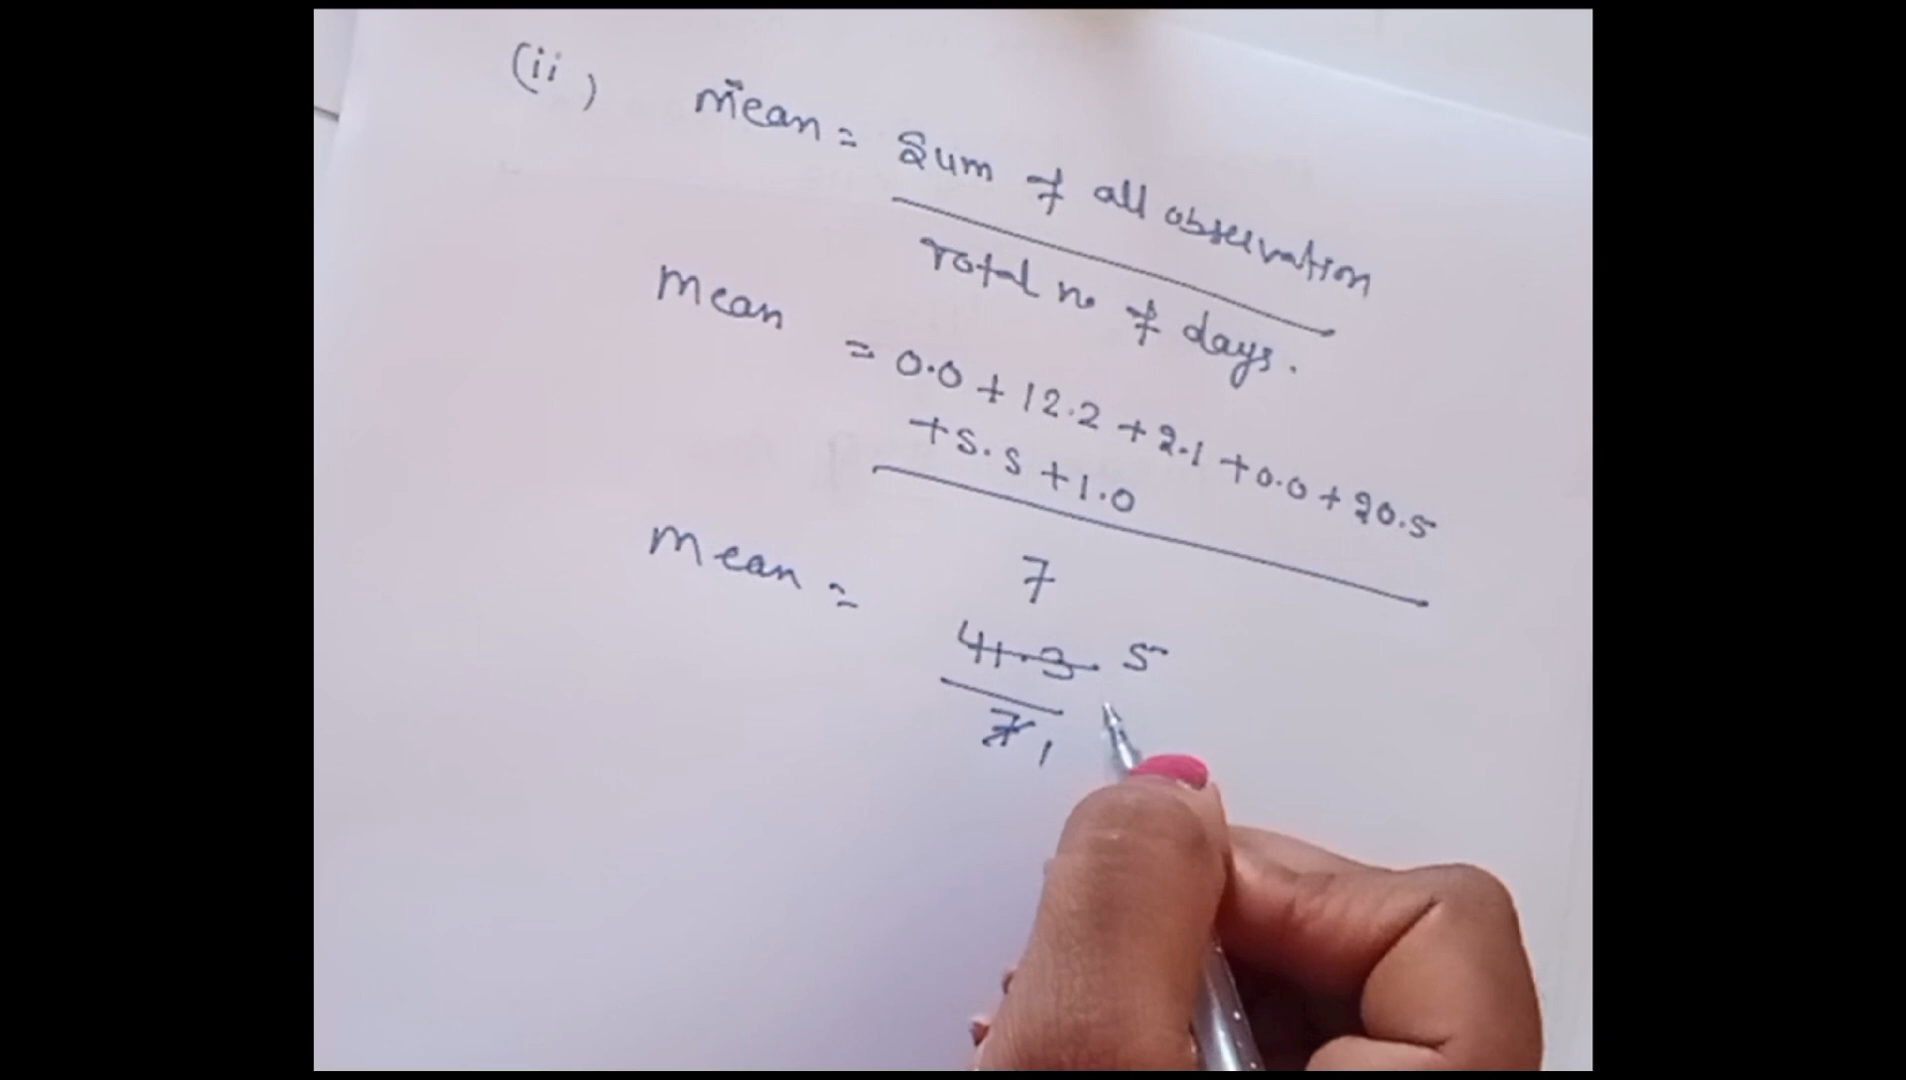 (ii) Mean = Sum of all observation
Total no of days.
Mean = 0.0 + 12.2 + 2.1 + 0.0 + 20.5
+ 5.5 + 1.0
7
Mean = 41.3 5
7 1